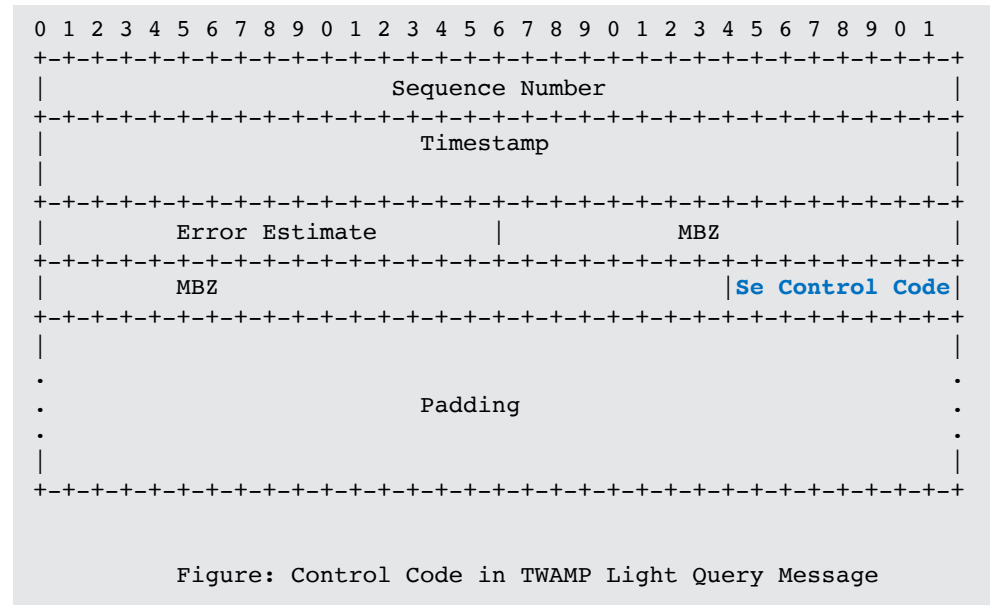 0 1 2 3 4 5 6 7 8 9 0 1 2 3 4 5 6 7 8 9 0 1 2 3 4 5 6 7 8 9 0 1
+-+-+-+-+-+-+-+-+-+-+-+-+-+-+-+-+-+-+-+-+-+-+-+-+-+-+-+-+-+-+-+-+
|                        Sequence Number                        |
+-+-+-+-+-+-+-+-+-+-+-+-+-+-+-+-+-+-+-+-+-+-+-+-+-+-+-+-+-+-+-+-+
|                          Timestamp                            |
|                                                               |
+-+-+-+-+-+-+-+-+-+-+-+-+-+-+-+-+-+-+-+-+-+-+-+-+-+-+-+-+-+-+-+-+
|         Error Estimate        |            MBZ                |
+-+-+-+-+-+-+-+-+-+-+-+-+-+-+-+-+-+-+-+-+-+-+-+-+-+-+-+-+-+-+-+-+
|         MBZ                                   |Se Control Code|
+-+-+-+-+-+-+-+-+-+-+-+-+-+-+-+-+-+-+-+-+-+-+-+-+-+-+-+-+-+-+-+-+
|                                                               |
.                                                               .
.                          Padding                              .
.                                                               .
|                                                               |
+-+-+-+-+-+-+-+-+-+-+-+-+-+-+-+-+-+-+-+-+-+-+-+-+-+-+-+-+-+-+-+-+
Figure: Control Code in TWAMP Light Query Message